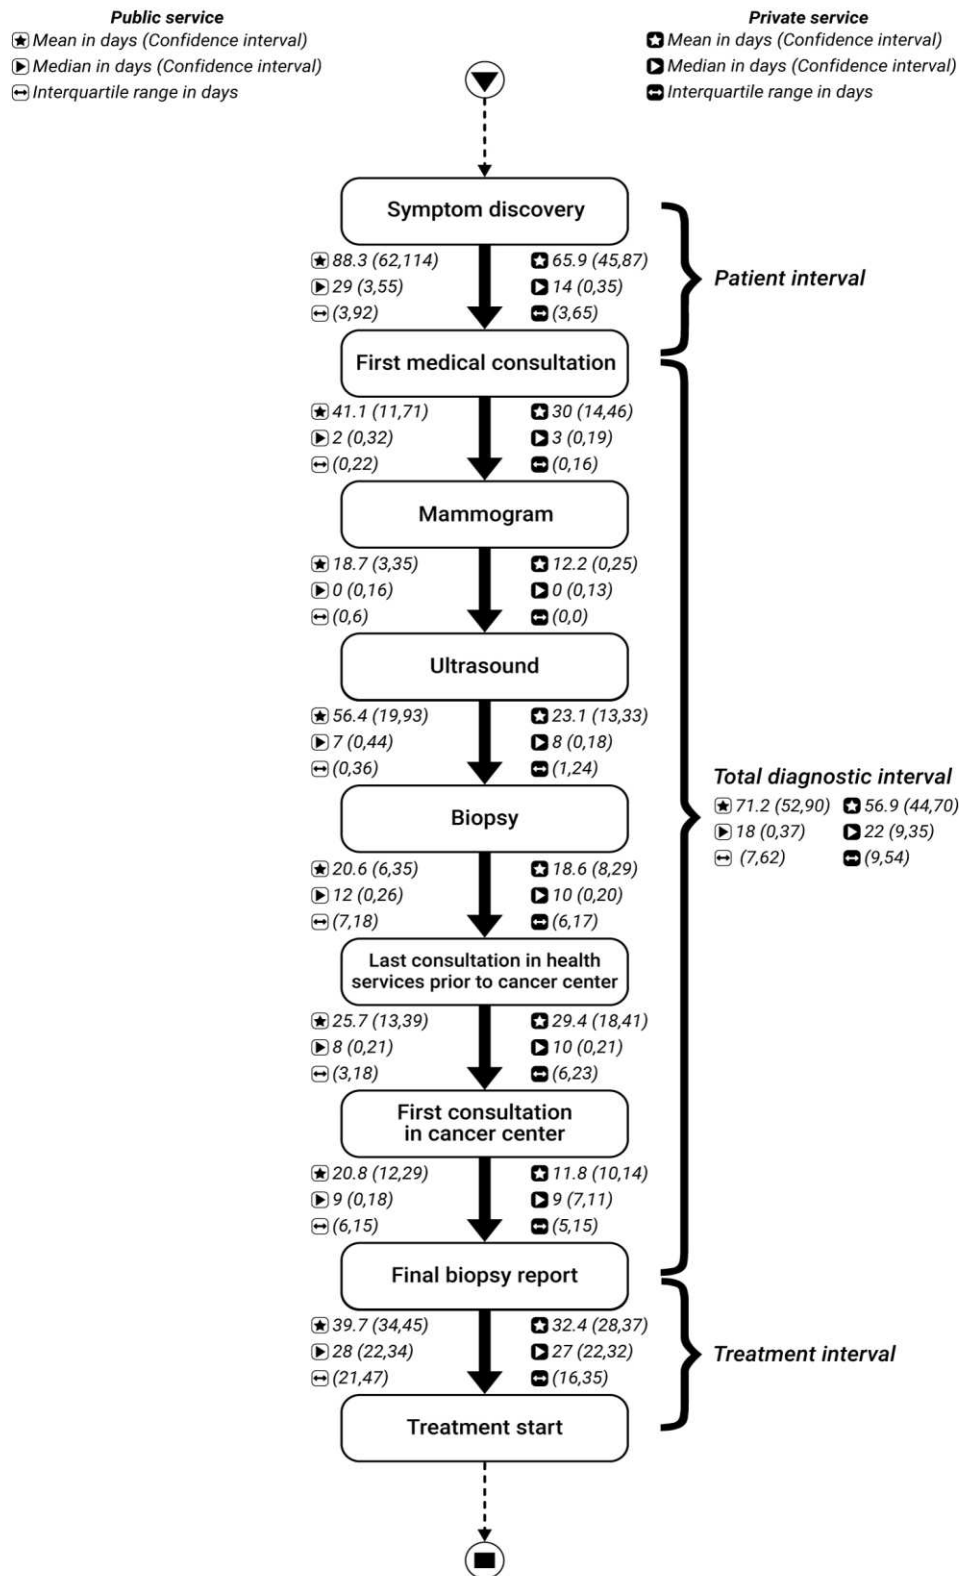 Public service
Mean in days (Confidence interval)
Median in days (Confidence interval)
Interquartile range in days
Private service
Mean in days (Confidence interval)
Median in days (Confidence interval)
Interquartile range in days
Symptom discovery
88.3 (62,114)
29 (3,55)
(3,92)
65.9 (45,87)
14 (0,35)
(3,65)
Patient interval
First medical consultation
41.1 (11,71)
2 (0,32)
(0,22)
30 (14,46)
3 (0,19)
(0,16)
Mammogram
18.7 (3,35)
0 (0,16)
(0,6)
12.2 (0,25)
0 (0,13)
(0,0)
Ultrasound
56.4 (19,93)
7 (0,44)
(0,36)
23.1 (13,33)
8 (0,18)
(1,24)
Total diagnostic interval
71.2 (52,90)
18 (0,37)
(7,62)
56.9 (44,70)
22 (9,35)
(9,54)
Biopsy
20.6 (6,35)
12 (0,26)
(7,18)
18.6 (8,29)
10 (0,20)
(6,17)
Last consultation in health
services prior to cancer center
25.7 (13,39)
8 (0,21)
(3,18)
29.4 (18,41)
10 (0,21)
(6,23)
First consultation
in cancer center
20.8 (12,29)
9 (0,18)
(6,15)
11.8 (10,14)
9 (7,11)
(5,15)
Final biopsy report
39.7 (34,45)
28 (22,34)
(21,47)
32.4 (28,37)
27 (22,32)
(16,35)
Treatment interval
Treatment start